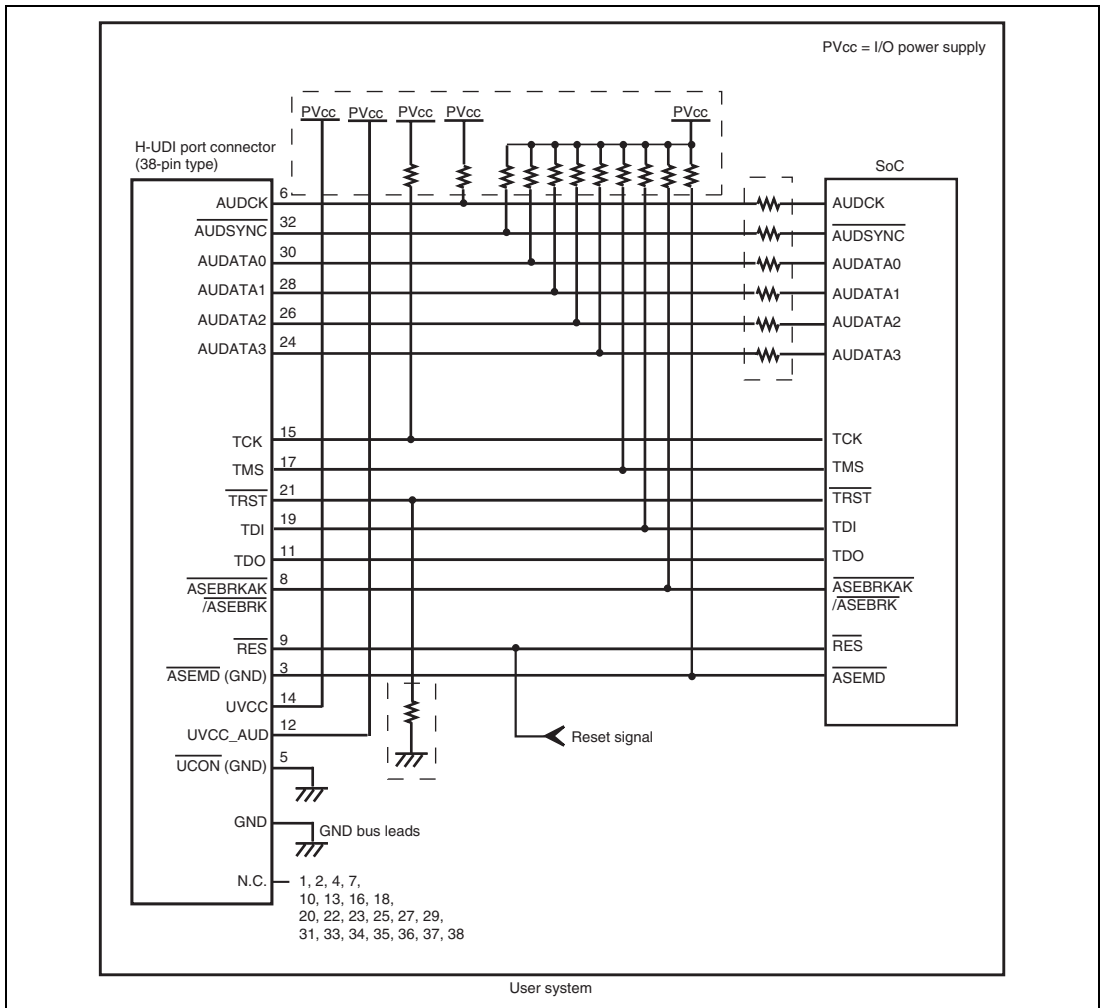 PVcc = I/O power supply
PVcc
PVcc
PVcc
PVcc
PVcc
H-UDI port connector
(38-pin type)
SoC
AUDCK
6
AUDCK
AUDSYNC
32
AUDSYNC
AUDATA0
30
AUDATA0
AUDATA1
28
AUDATA1
AUDATA2
26
AUDATA2
AUDATA3
24
AUDATA3
TCK
15
TCK
TMS
17
TMS
TRST
21
TRST
TDI
19
TDI
TDO
11
TDO
ASEBRKAK
/ASEBRK
8
ASEBRKAK
/ASEBRK
RES
9
RES
ASEMD (GND)
3
ASEMD
UVCC
14
UVCC_AUD
12
Reset signal
UCON (GND)
5
GND
GND bus leads
N.C.
1, 2, 4, 7,
10, 13, 16, 18,
20, 22, 23, 25, 27, 29,
31, 33, 34, 35, 36, 37, 38
User system